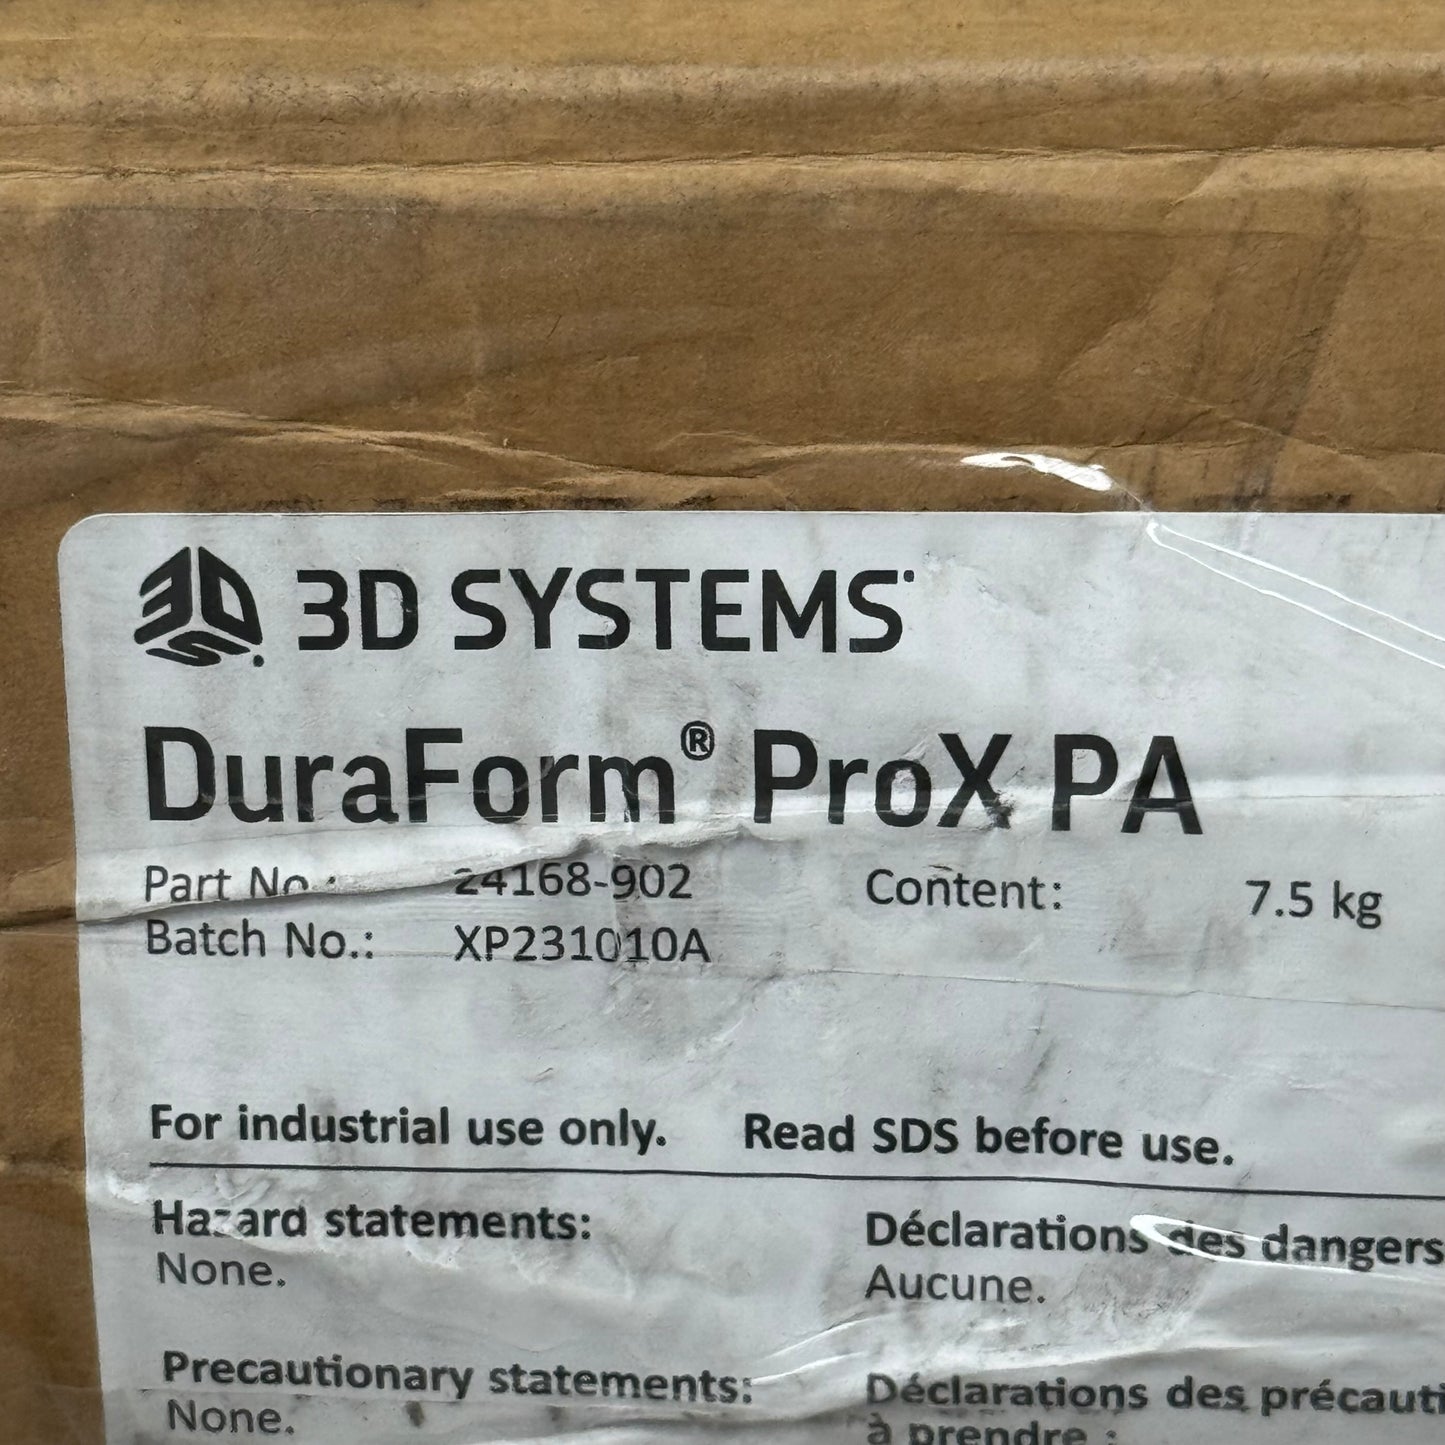 3DS
3D SYSTEMS
DuraForm® ProX PA
Part No.: 24168-902 Content: 7.5 kg
Batch No.: XP231010A
For industrial use only. Read SDS before use.
Hazard statements: Déclarations des dangers
None. Aucune.
Precautionary statements: Déclarations des précauti
None. à prendre :